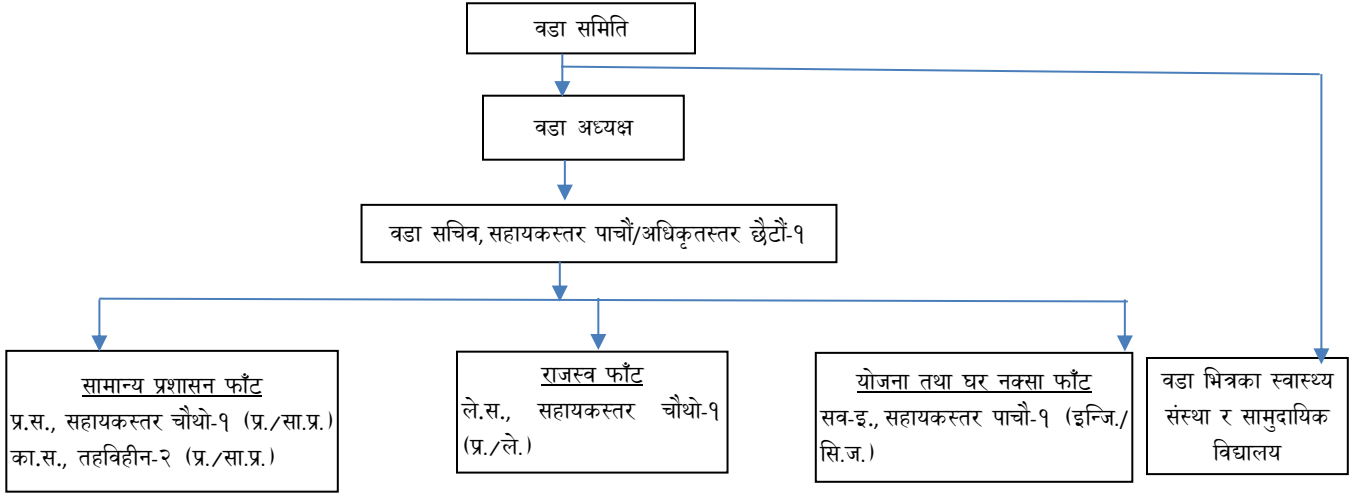 वडा समिति
वडा अध्यक्ष
वडा सचिव, सहायकस्तर पाचौं/अधिकृतस्तर छैटौं-१
सामान्य प्रशासन फाँट
प्र.स., सहायकस्तर चौथो-१ (प्र./सा.प्र.)
का.स., तहविहीन-२ (प्र./सा.प्र.)
राजस्व फाँट
ले.स., सहायकस्तर चौथो-१
(प्र./ले.)
योजना तथा घर नक्सा फाँट
सव-इ., सहायकस्तर पाचौ-१ (इन्जि./
सि.ज.)
वडा भित्रका स्वास्थ्य
संस्था र सामुदायिक
विद्यालय